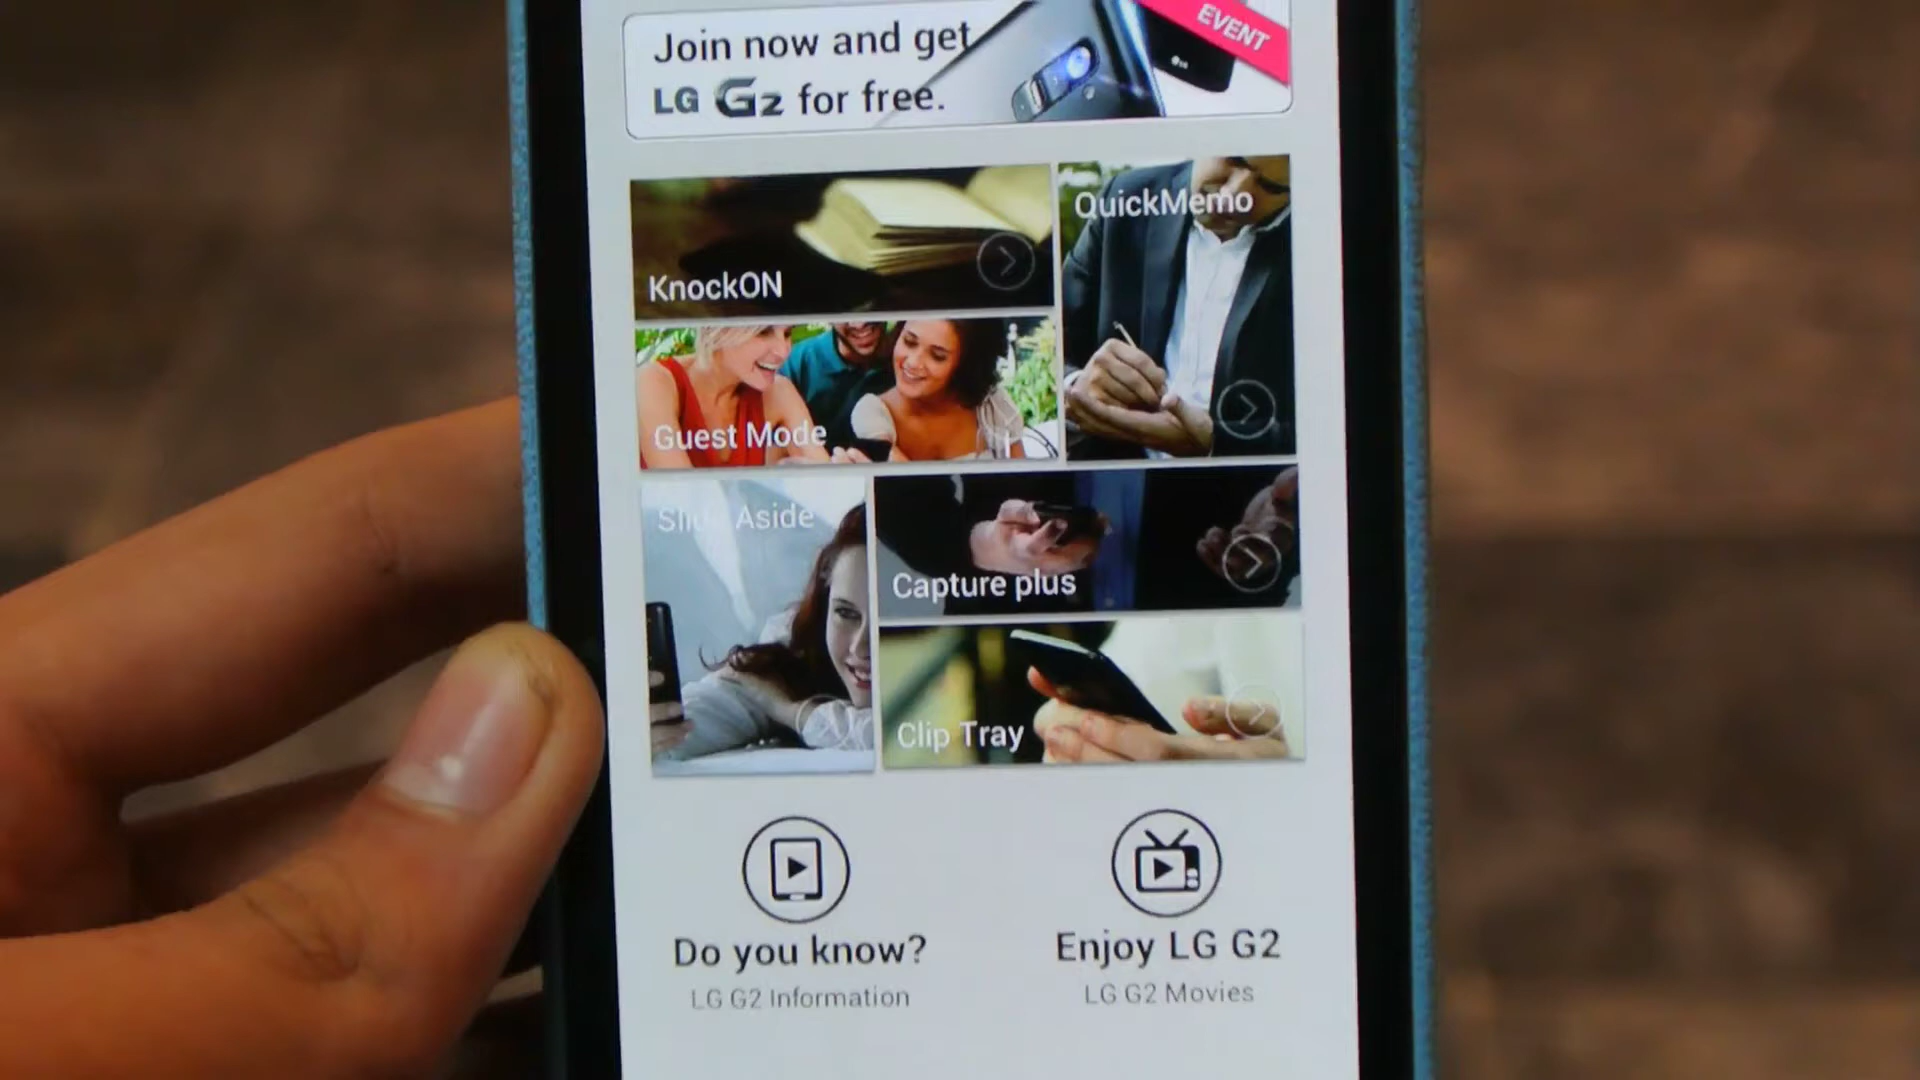 Join now and get
LG G2 for free.
EVENT
KnockON
QuickMemo
Guest Mode
Slide Aside
Capture plus
Clip Tray
Do you know?
LG G2 Information
Enjoy LG G2
LG G2 Movies